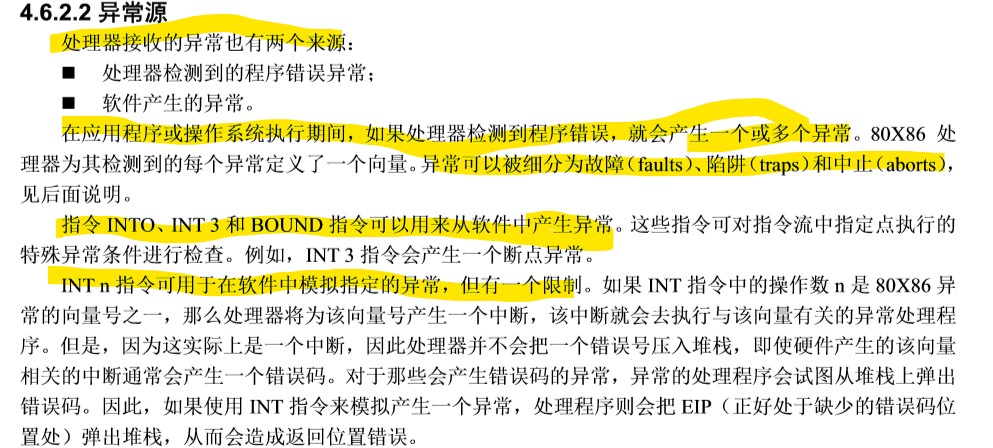 4.6.2.2 异常源
处理器接收的异常也有两个来源：
■ 处理器检测到的程序错误异常；
■ 软件产生的异常。
在应用程序或操作系统执行期间，如果处理器检测到程序错误，就会产生一个或多个异常。80X86 处
理器为其检测到的每个异常定义了一个向量。异常可以被细分为故障（faults）、陷阱（traps）和中止（aborts），
见后面说明。
指令 INTO、INT 3 和 BOUND 指令可以用来从软件中产生异常。这些指令可对指令流中指定点执行的
特殊异常条件进行检查。例如，INT 3 指令会产生一个断点异常。
INT n 指令可用于在软件中模拟指定的异常，但有一个限制。如果 INT 指令中的操作数 n 是 80X86 异
常的向量号之一，那么处理器将为该向量号产生一个中断，该中断就会去执行与该向量有关的异常处理程
序。但是，因为这实际上是一个中断，因此处理器并不会把一个错误号压入堆栈，即使硬件产生的该向量
相关的中断通常会产生一个错误码。对于那些会产生错误码的异常，异常的处理程序会试图从堆栈上弹出
错误码。因此，如果使用 INT 指令来模拟产生一个异常，处理程序则会把 EIP（正好处于缺少的错误码位
置处）弹出堆栈，从而会造成返回位置错误。